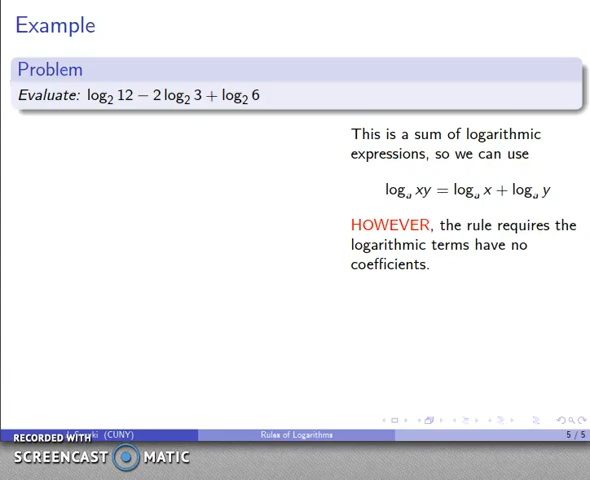 Example
Problem
Evaluate: log₂ 12 − 2 log₂ 3 + log₂ 6
This is a sum of logarithmic
expressions, so we can use
logₐ xy = logₐ x + logₐ y
HOWEVER, the rule requires the
logarithmic terms have no
coefficients.
(CUNY)
Rules of Logarithms
5 / 5
RECORDED WITH
SCREENCAST MATIC